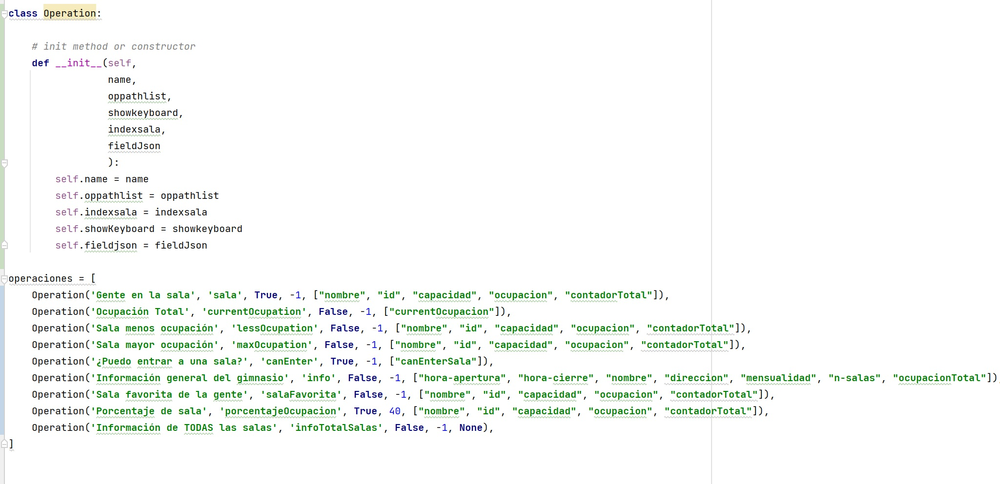 class Operation:
# init method or constructor
def __init__(self,
name,
oppathlist,
showkeyboard,
indexsala,
fieldJson
):
self.name = name
self.oppathlist = oppathlist
self.indexsala = indexsala
self.showKeyboard = showkeyboard
self.fieldjson = fieldJson
operaciones = [
Operation('Gente en la sala', 'sala', True, -1, ["nombre", "id", "capacidad", "ocupacion", "contadorTotal"]),
Operation('Ocupación Total', 'currentOcupation', False, -1, ["currentOcupacion"]),
Operation('Sala menos ocupación', 'lessOcupation', False, -1, ["nombre", "id", "capacidad", "ocupacion", "contadorTotal"]),
Operation('Sala mayor ocupación', 'maxOcupation', False, -1, ["nombre", "id", "capacidad", "ocupacion", "contadorTotal"]),
Operation('¿Puedo entrar a una sala?', 'canEnter', True, -1, ["canEnterSala"]),
Operation('Información general del gimnasio', 'info', False, -1, ["hora-apertura", "hora-cierre", "nombre", "direccion", "mensualidad", "n-salas", "ocupacionTotal"]),
Operation('Sala favorita de la gente', 'salaFavorita', False, -1, ["nombre", "id", "capacidad", "ocupacion", "contadorTotal"]),
Operation('Porcentaje de sala', 'porcentajeOcupacion', True, 40, ["nombre", "id", "capacidad", "ocupacion", "contadorTotal"]),
Operation('Información de TODAS las salas', 'infoTotalSalas', False, -1, None),
]